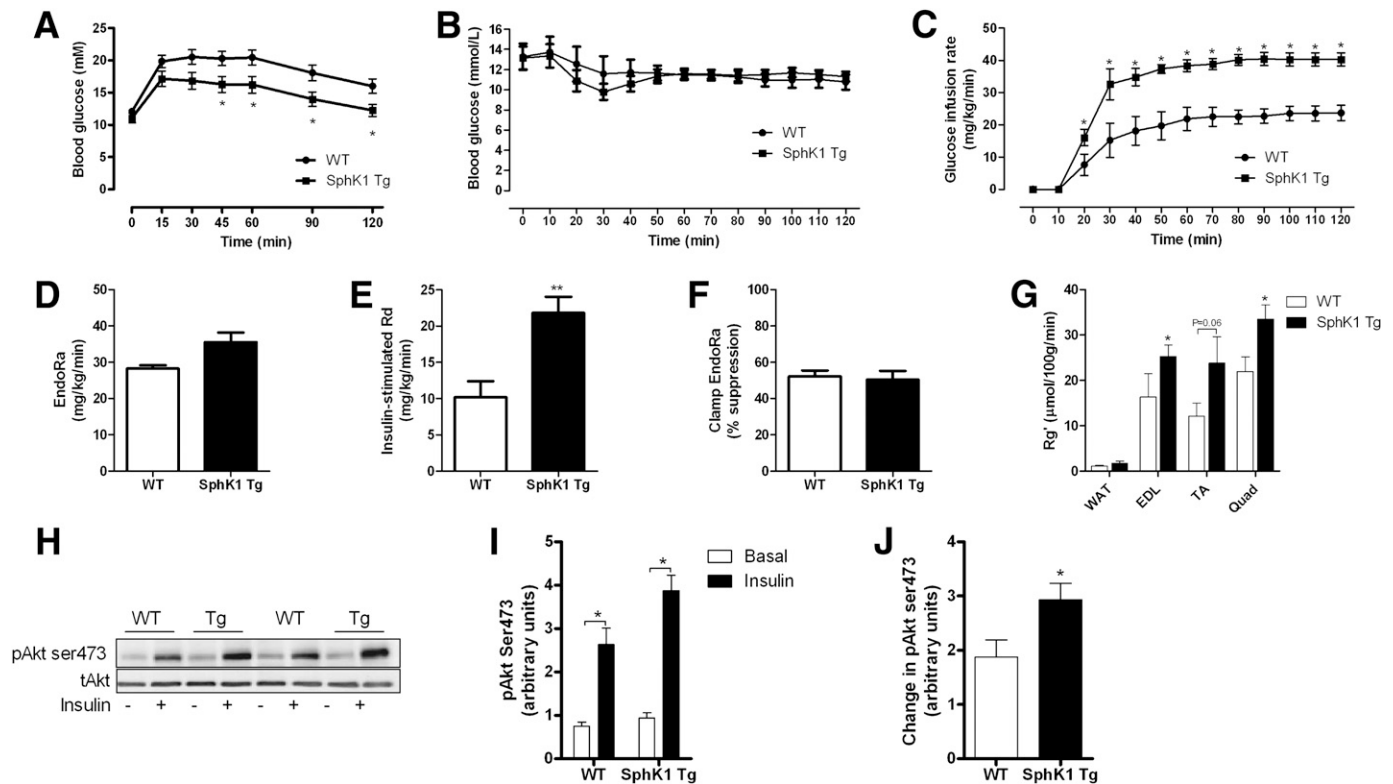 A
Blood glucose (mM)
25
20
15
10
5
0
*
*
*
*
WT
SphK1 Tg
0 15 30 45 60 90 120
Time (min)
B
Blood glucose (mmol/L)
16
14
12
10
8
6
4
2
0
WT
SphK1 Tg
0 10 20 30 40 50 60 70 80 90 100 110 120
Time (min)
C
Glucose infusion rate
(mg/kg/min)
50
40
30
20
10
0
* * * * * * * * * * *
WT
SphK1 Tg
0 10 20 30 40 50 60 70 80 90 100 110 120
Time (min)
D
EndoRa
(mg/kg/min)
50
40
30
20
10
0
WT SphK1 Tg
E
Insulin-stimulated Rd
(mg/kg/min)
25
20
15
10
5
0
**
WT SphK1 Tg
F
Clamp EndoRa
(% suppression)
100
80
60
40
20
0
WT SphK1 Tg
G
Rg' (µmol/100g/min)
40
30
20
10
0
WT
SphK1 Tg
*
P=0.06
*
WAT EDL TA Quad
H
WT Tg WT Tg
pAkt ser473
tAkt
Insulin - + - + - + - +
I
pAkt Ser473
(arbitrary units)
5
4
3
2
1
0
Basal
Insulin
*
*
WT SphK1 Tg
J
Change in pAkt ser473
(arbitrary units)
4
3
2
1
0
*
WT SphK1 Tg